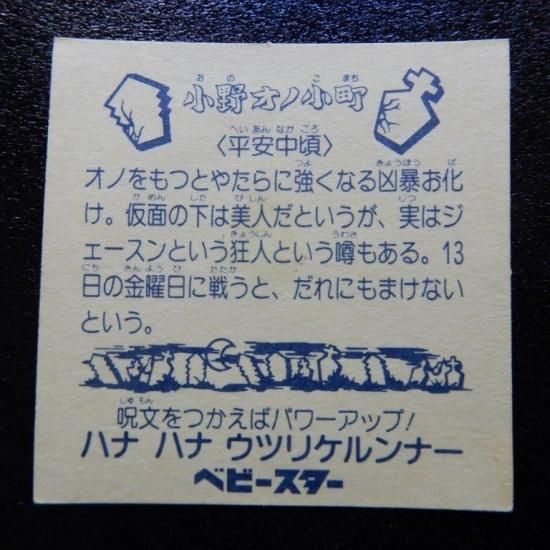 小野オノ小町
〈平安中頃〉
オノをもつとやたらに強くなる凶暴お化
け。仮面の下は美人だというが、実はジ
ェースンという狂人という噂もある。13
日の金曜日に戦うと、だれにもまけない
という。
呪文をつかえばパワーアップ!
ハナ ハナ ウツリケルンナー
ベビースター